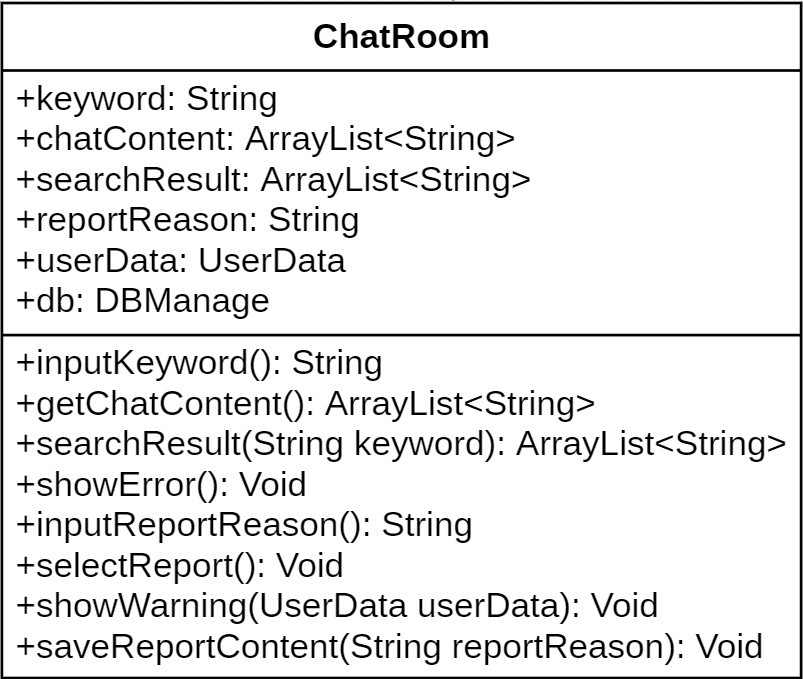 ChatRoom
+keyword: String
+chatContent: ArrayList<String>
+searchResult: ArrayList<String>
+reportReason: String
+userData: UserData
+db: DBManage
+inputKeyword(): String
+getChatContent(): ArrayList<String>
+searchResult(String keyword): ArrayList<String>
+showError(): Void
+inputReportReason(): String
+selectReport(): Void
+showWarning(UserData userData): Void
+saveReportContent(String reportReason): Void